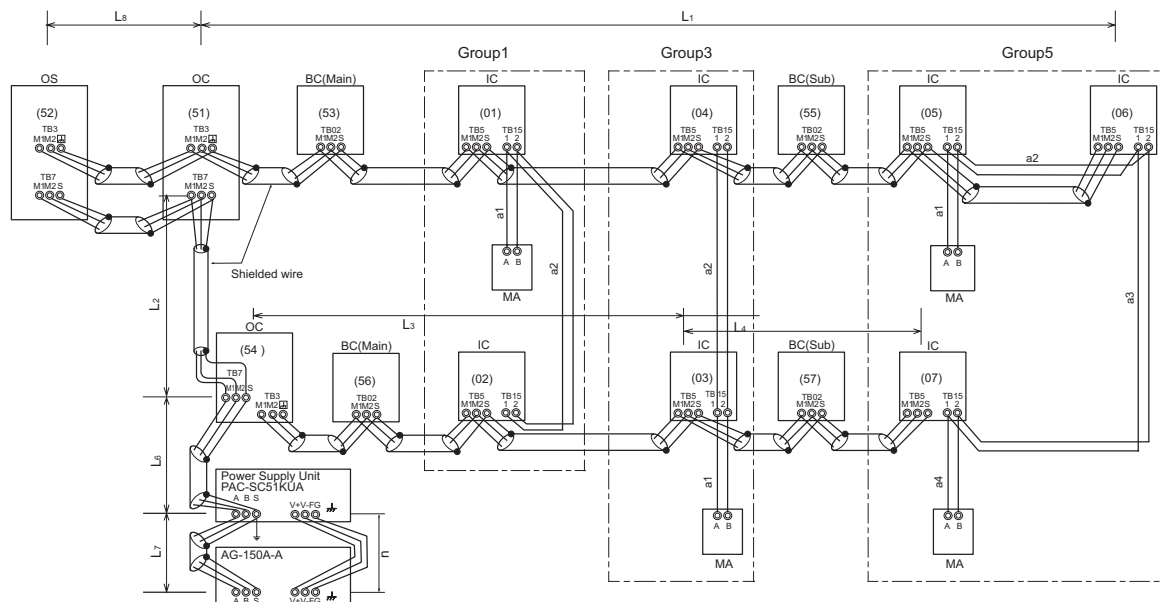 L8
L1
Group1
Group3
Group5
OS
OC
BC(Main)
IC
IC
BC(Sub)
IC
IC
(52)
(51)
(53)
(01)
(04)
(55)
(05)
(06)
TB3
M1M2
TB3
M1M2
TB02
M1M2S
TB5
M1M2S
TB15
1 2
TB5
M1M2S
TB15
1 2
TB02
M1M2S
TB5
M1M2S
TB15
1 2
TB5
M1M2S
TB15
1 2
a2
TB7
M1M2 S
TB7
M1M2 S
a1
a2
a2
a1
a3
A B
MA
A B
MA
Shielded wire
L2
L3
L4
OC
BC(Main)
IC
IC
BC(Sub)
IC
(54 )
(56)
(02)
(03)
(57)
(07)
TB7
M1M2 S
TB3
M1M2
TB02
M1M2S
TB5
M1M2S
TB15
1 2
TB5
M1M2S
TB15
1 2
TB02
M1M2S
TB5
M1M2S
TB15
1 2
L6
Power Supply Unit
PAC-SC51KUA
A B S
V+V-FG
a1
a4
A B
MA
A B
MA
L7
n
AG-150A-A
A B S
V+V-FG